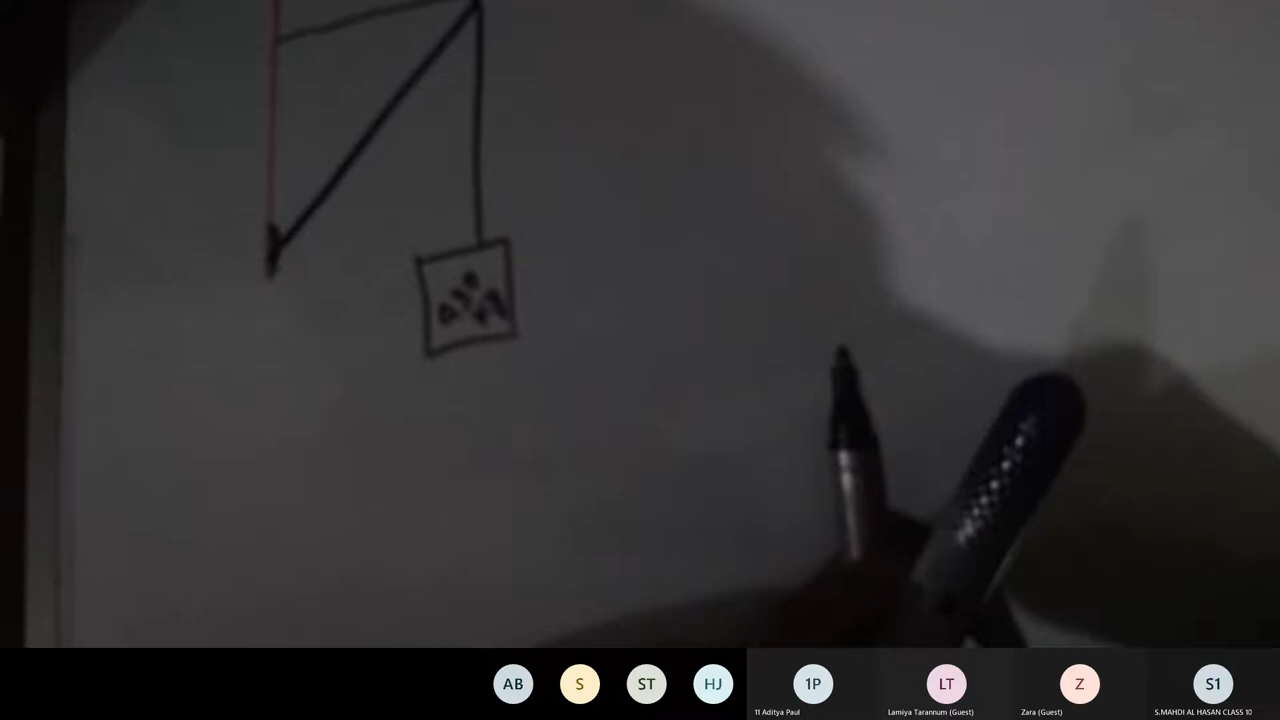 AB
S
ST
HJ
1P
LT
Z
S1
11 Aditya Paul
Lamiya Tarannum (Guest)
Zara (Guest)
S.MAHDI AL HASAN CLASS 10